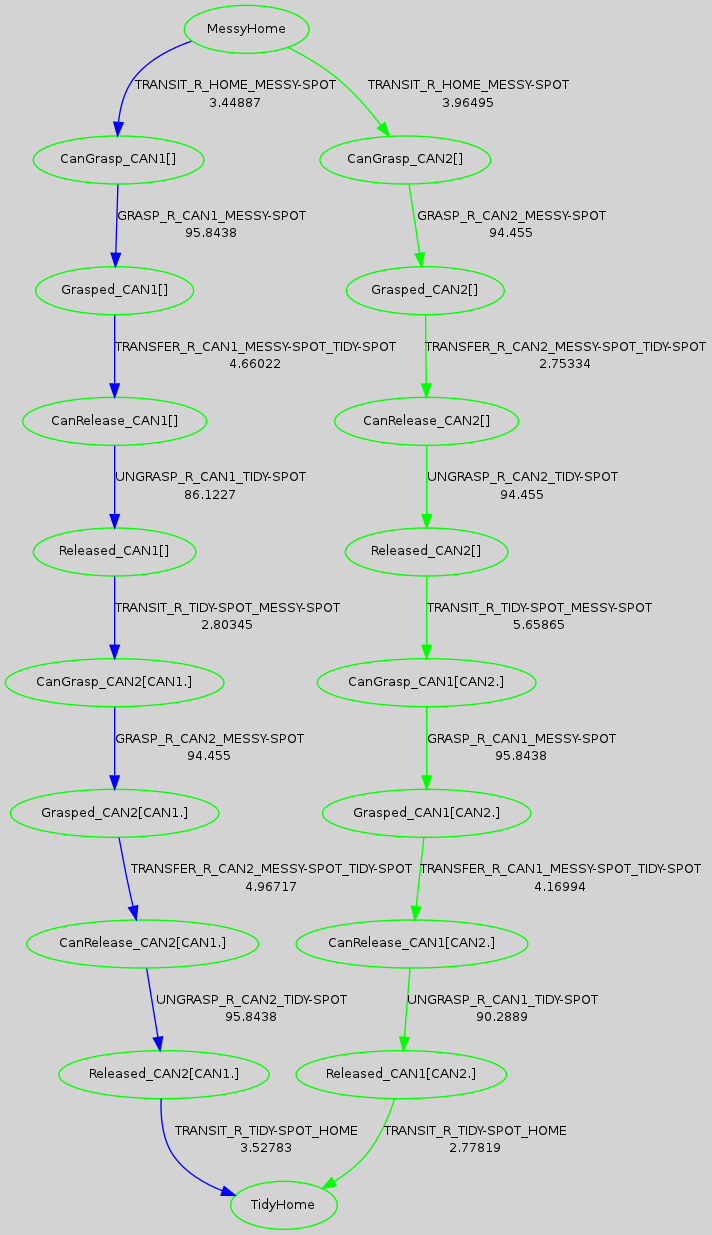 MessyHome
TRANSIT_R_HOME_MESSY-SPOT
3.44887
TRANSIT_R_HOME_MESSY-SPOT
3.96495
CanGrasp_CAN1[]
CanGrasp_CAN2[]
GRASP_R_CAN1_MESSY-SPOT
95.8438
GRASP_R_CAN2_MESSY-SPOT
94.455
Grasped_CAN1[]
Grasped_CAN2[]
TRANSFER_R_CAN1_MESSY-SPOT_TIDY-SPOT
4.66022
TRANSFER_R_CAN2_MESSY-SPOT_TIDY-SPOT
2.75334
CanRelease_CAN1[]
CanRelease_CAN2[]
UNGRASP_R_CAN1_TIDY-SPOT
86.1227
UNGRASP_R_CAN2_TIDY-SPOT
94.455
Released_CAN1[]
Released_CAN2[]
TRANSIT_R_TIDY-SPOT_MESSY-SPOT
2.80345
TRANSIT_R_TIDY-SPOT_MESSY-SPOT
5.65865
CanGrasp_CAN2[CAN1.]
CanGrasp_CAN1[CAN2.]
GRASP_R_CAN2_MESSY-SPOT
94.455
GRASP_R_CAN1_MESSY-SPOT
95.8438
Grasped_CAN2[CAN1.]
Grasped_CAN1[CAN2.]
TRANSFER_R_CAN2_MESSY-SPOT_TIDY-SPOT
4.96717
TRANSFER_R_CAN1_MESSY-SPOT_TIDY-SPOT
4.16994
CanRelease_CAN2[CAN1.]
CanRelease_CAN1[CAN2.]
UNGRASP_R_CAN2_TIDY-SPOT
95.8438
UNGRASP_R_CAN1_TIDY-SPOT
90.2889
Released_CAN2[CAN1.]
Released_CAN1[CAN2.]
TRANSIT_R_TIDY-SPOT_HOME
3.52783
TRANSIT_R_TIDY-SPOT_HOME
2.77819
TidyHome